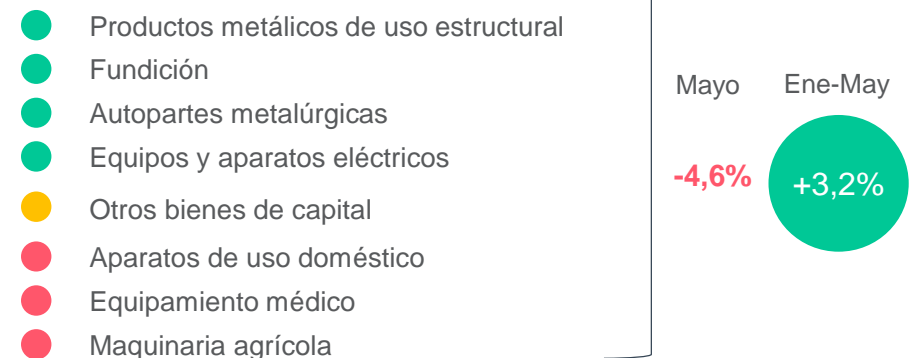 Productos metálicos de uso estructural
Fundición
Autopartes metalúrgicas
Equipos y aparatos eléctricos
Otros bienes de capital
Aparatos de uso doméstico
Equipamiento médico
Maquinaria agrícola
Mayo Ene-May
-4,6% +3,2%